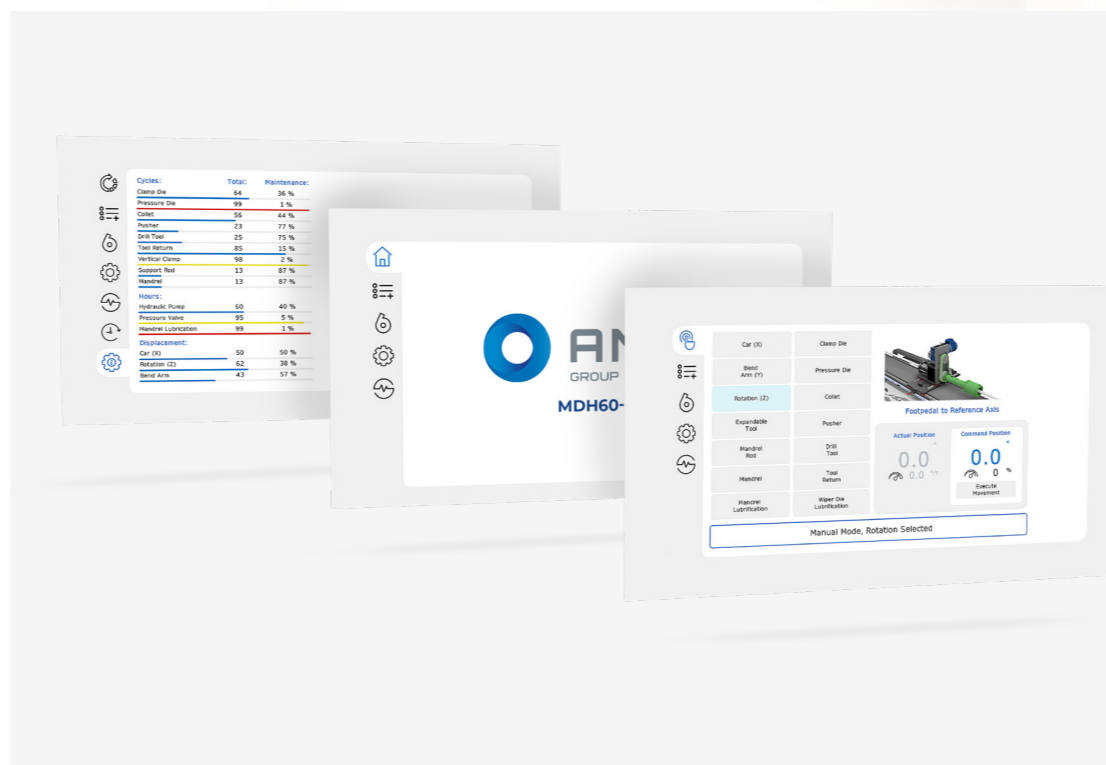 Cycles: Total: Maintenance:
Clamp Die 64 36 %
Pressure Die 99 1 %
Collet 56 44 %
Pusher 23 77 %
Drill Tool 25 75 %
Tool Return 85 15 %
Vertical Clamp 98 2 %
Support Rod 13 87 %
Mandrel 13 87 %
Hours:
Hydraulic Pump 60 40 %
Pressure Valve 95 5 %
Mandrel Lubrication 99 1 %
Displacement:
Car (X) 50 50 %
Rotation (Z) 62 38 %
Bend Arm 43 57 %
GROUP
MDH60-
Car (X) Clamp Die
Bend
Arm (Y)
Pressure Die
Rotation (Z) Collet
Expandable
Tool
Pusher
Mandrel
Rod
Drill
Tool
Mandrel
Tool
Return
Mandrel
Lubrification
Wiper Die
Lubrification
Footpedal to Reference Axis
Actual Position Command Position
° °
0.0 0.0
0.0 °/s 0 %
Execute
Movement
Manual Mode, Rotation Selected